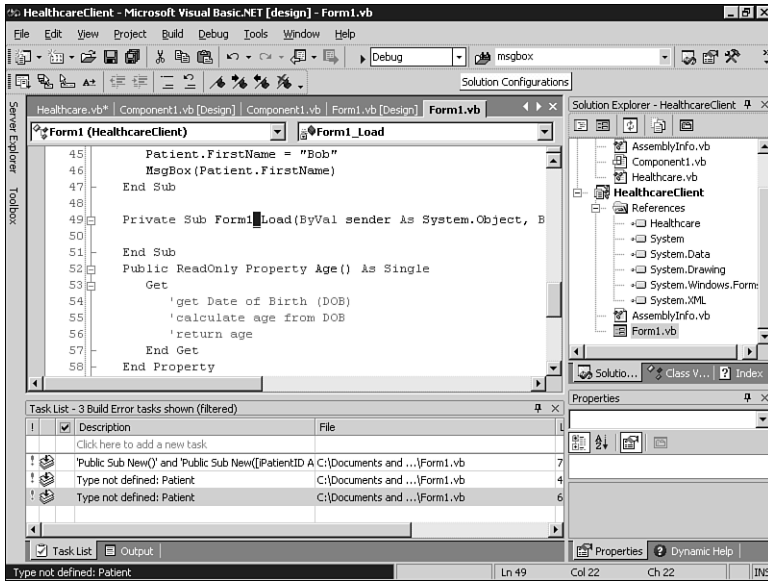 HealthcareClient - Microsoft Visual Basic.NET [design] - Form1.vb
File Edit View Project Build Debug Tools Window Help
Debug msgbox
Solution Configurations
Server Explorer
Toolbox
Healthcare.vb* Component1.vb [Design] Component1.vb Form1.vb [Design] Form1.vb
Form1 (HealthcareClient) Form1_Load
45 Patient.FirstName = "Bob"
46 MsgBox(Patient.FirstName)
47 End Sub
48
49 Private Sub Form1_Load(ByVal sender As System.Object, B
50
51 End Sub
52 Public ReadOnly Property Age() As Single
53 Get
54 'get Date of Birth (DOB)
55 'calculate age from DOB
56 'return age
57 End Get
58 End Property
Solution Explorer - HealthcareClient
AssemblyInfo.vb
Component1.vb
Healthcare.vb
HealthcareClient
References
Healthcare
System
System.Data
System.Drawing
System.Windows.Form:
System.XML
AssemblyInfo.vb
Form1.vb
Solutio... Class V... Index
Properties
Task List - 3 Build Error tasks shown (filtered)
! Description File L
Click here to add a new task
! 'Public Sub New()' and 'Public Sub New([iPatientID A C:\Documents and ...\Form1.vb 7
! Type not defined: Patient C:\Documents and ...\Form1.vb 4
! Type not defined: Patient C:\Documents and ...\Form1.vb 6
Task List Output
Properties Dynamic Help
Type not defined: Patient Ln 49 Col 22 Ch 22 INS